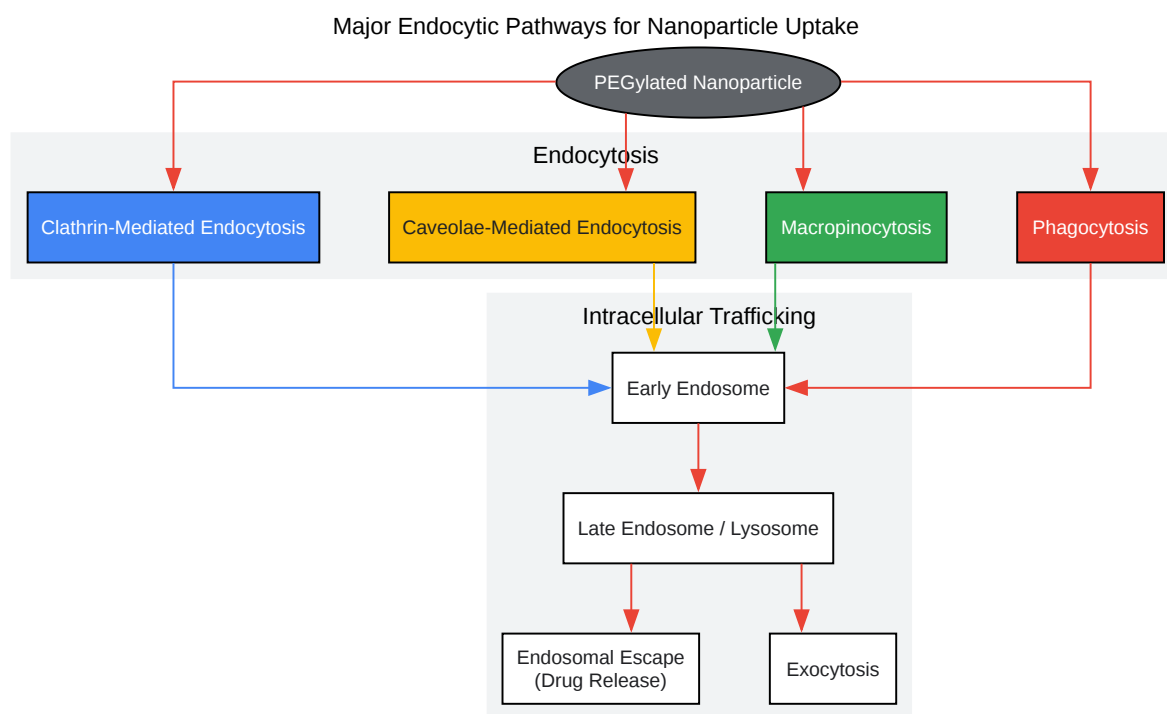 Major Endocytic Pathways for Nanoparticle Uptake
PEGylated Nanoparticle
Endocytosis
Clathrin-Mediated Endocytosis
Caveolae-Mediated Endocytosis
Macropinocytosis
Phagocytosis
Intracellular Trafficking
Early Endosome
Late Endosome / Lysosome
Endosomal Escape
(Drug Release)
Exocytosis